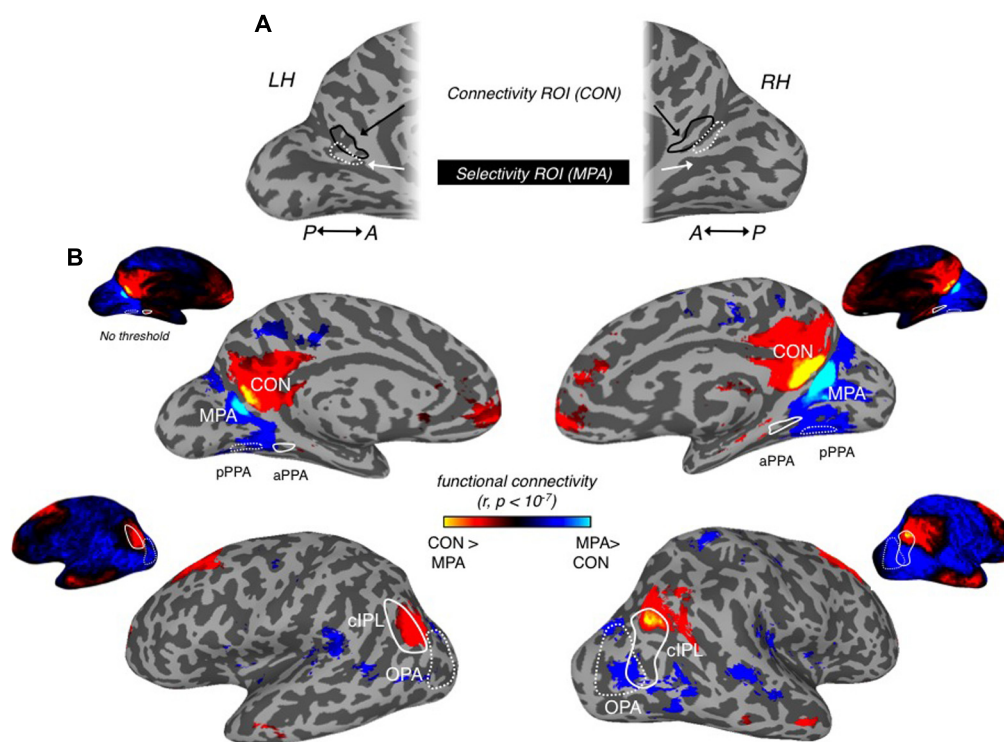 A
LH
RH
Connectivity ROI (CON)
Selectivity ROI (MPA)
P A
A P
B
No threshold
CON
MPA
pPPA
aPPA
CON
MPA
aPPA
pPPA
functional connectivity
(r, p < 10⁻⁷)
CON >
MPA
MPA>
CON
cIPL
OPA
cIPL
OPA